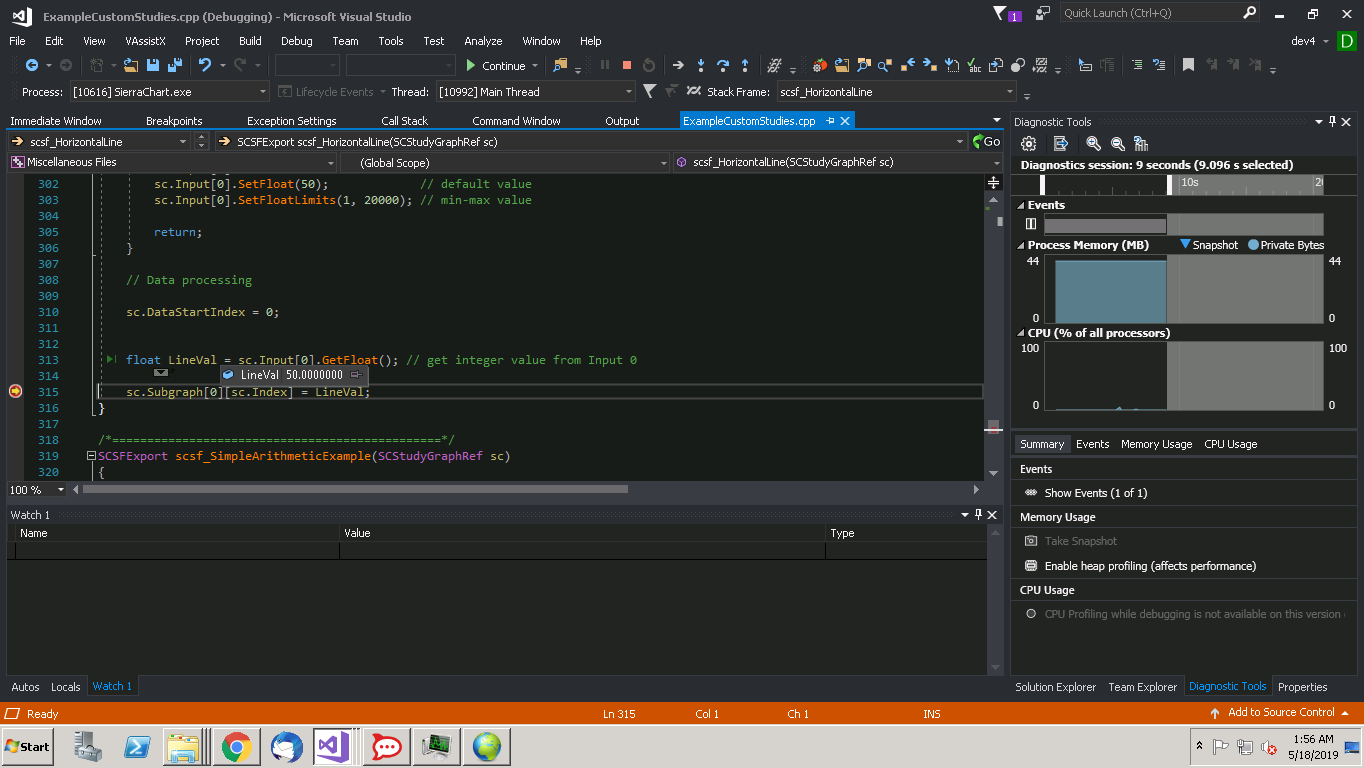 ExampleCustomStudies.cpp (Debugging) - Microsoft Visual Studio
1
Quick Launch (Ctrl+Q)
File Edit View VAssistX Project Build Debug Team Tools Test Analyze Window Help
dev4 D
Continue
Process: [10616] SierraChart.exe Lifecycle Events Thread: [10992] Main Thread Stack Frame: scsf_HorizontalLine
Immediate Window Breakpoints Exception Settings Call Stack Command Window Output ExampleCustomStudies.cpp
scsf_HorizontalLine SCSFExport scsf_HorizontalLine(SCStudyGraphRef sc) Go
Miscellaneous Files (Global Scope) scsf_HorizontalLine(SCStudyGraphRef sc)
302 sc.Input[0].SetFloat(50); // default value
303 sc.Input[0].SetFloatLimits(1, 20000); // min-max value
304
305 return;
306 }
307
308 // Data processing
309
310 sc.DataStartIndex = 0;
311
312
313 float LineVal = sc.Input[0].GetFloat(); // get integer value from Input 0
314
LineVal 50.0000000
315 sc.Subgraph[0][sc.Index] = LineVal;
316 }
317
318 /*===============================================*/
319 SCSFExport scsf_SimpleArithmeticExample(SCStudyGraphRef sc)
320 {
100 %
Watch 1
Name Value Type
Autos Locals Watch 1
Diagnostic Tools
Diagnostics session: 9 seconds (9.096 s selected)
10s
Events
Process Memory (MB) Snapshot Private Bytes
44 44
0 0
CPU (% of all processors)
100 100
0 0
Summary Events Memory Usage CPU Usage
Events
Show Events (1 of 1)
Memory Usage
Take Snapshot
Enable heap profiling (affects performance)
CPU Usage
CPU Profiling while debugging is not available on this version
Solution Explorer Team Explorer Diagnostic Tools Properties
Ready Ln 315 Col 1 Ch 1 INS Add to Source Control
Start
1:56 AM
5/18/2019